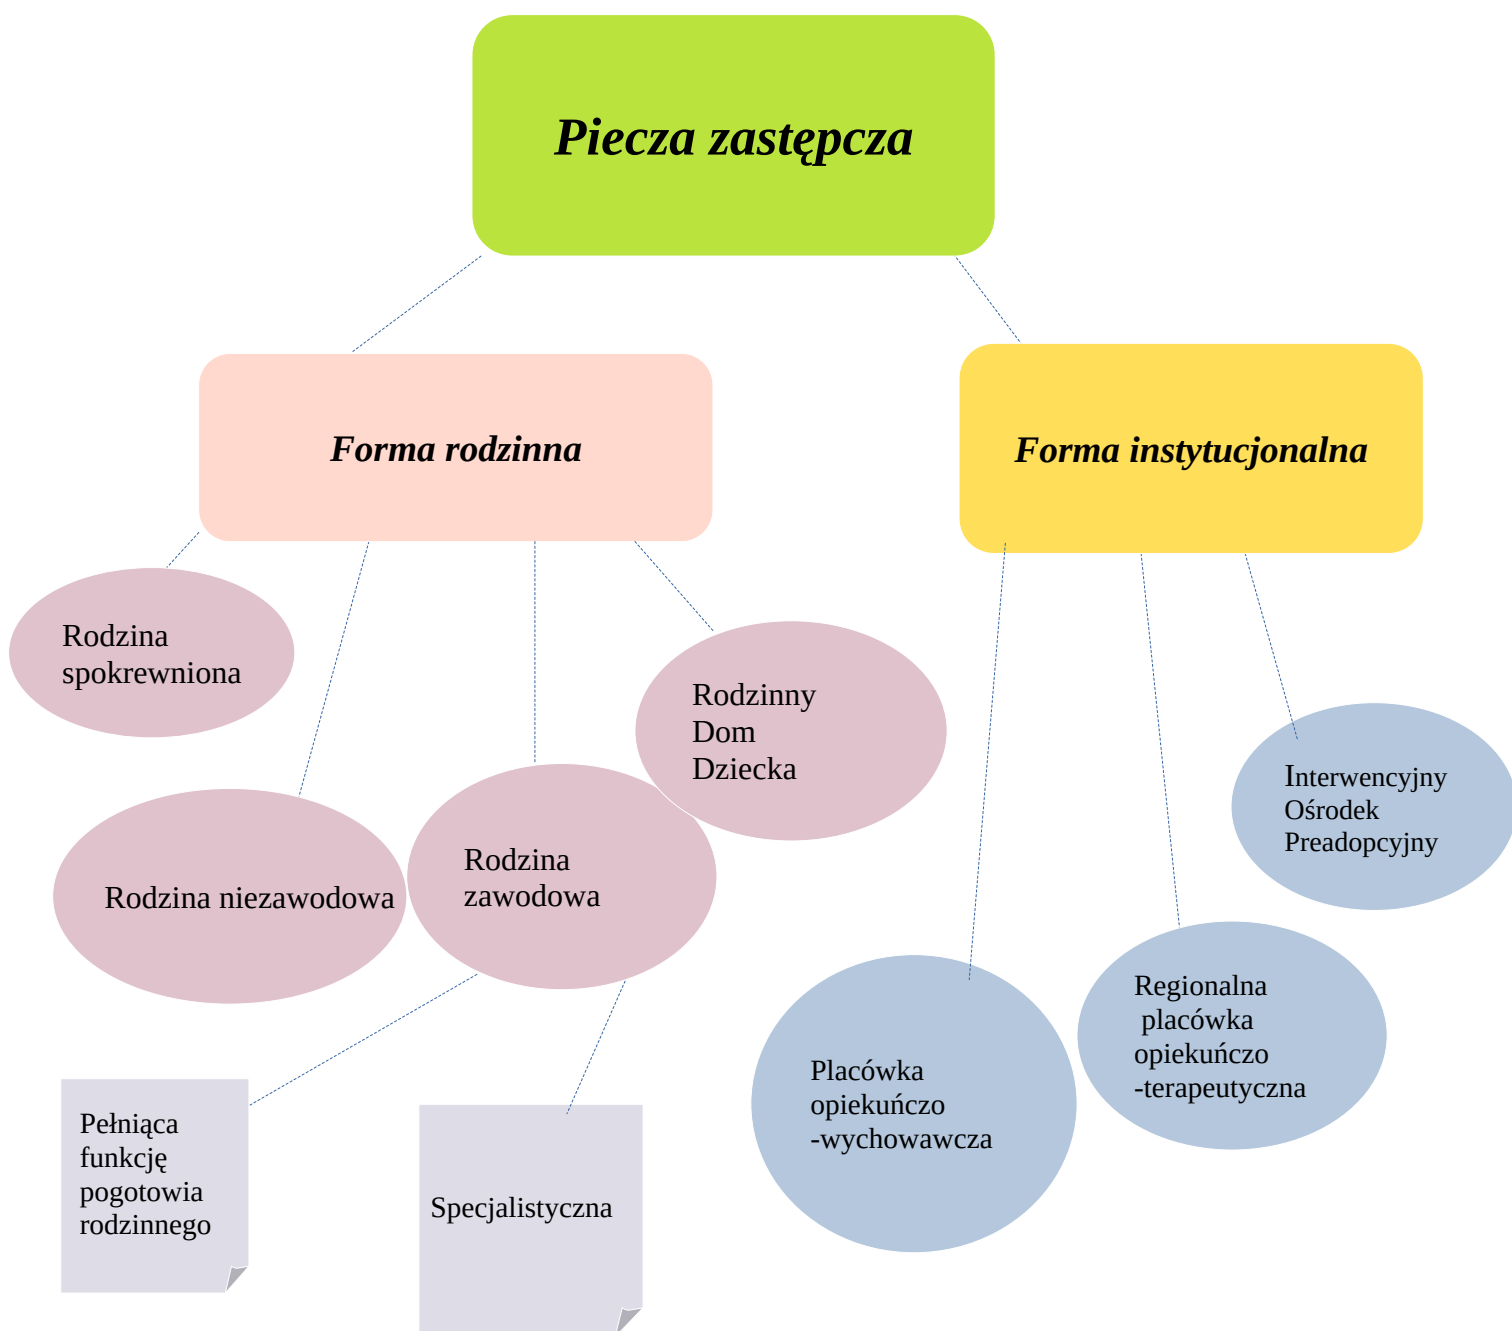 Piecza zastępcza
Forma rodzinna
Forma instytucjonalna
Rodzina
spokrewniona
Rodzinny
Dom
Dziecka
Rodzina niezawodowa
Rodzina
zawodowa
Interwencyjny
Ośrodek
Preadopcyjny
Regionalna
placówka
opiekuńczo
-terapeutyczna
Placówka
opiekuńczo
-wychowawcza
Pełniąca
funkcję
pogotowia
rodzinnego
Specjalistyczna